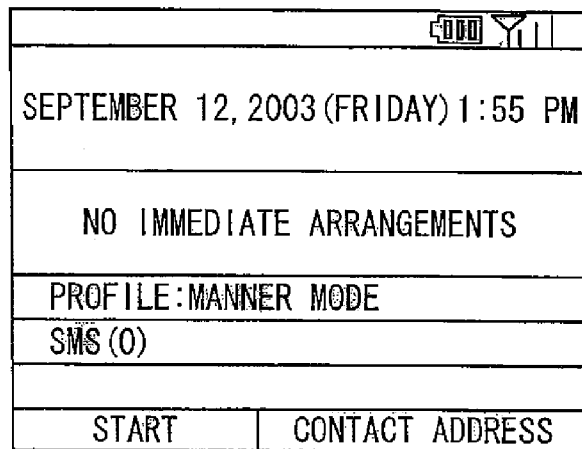 SEPTEMBER 12,2003(FRIDAY)1:55 PM
NO IMMEDIATE ARRANGEMENTS
PROFILE:MANNER MODE
SMS(0)
START CONTACT ADDRESS